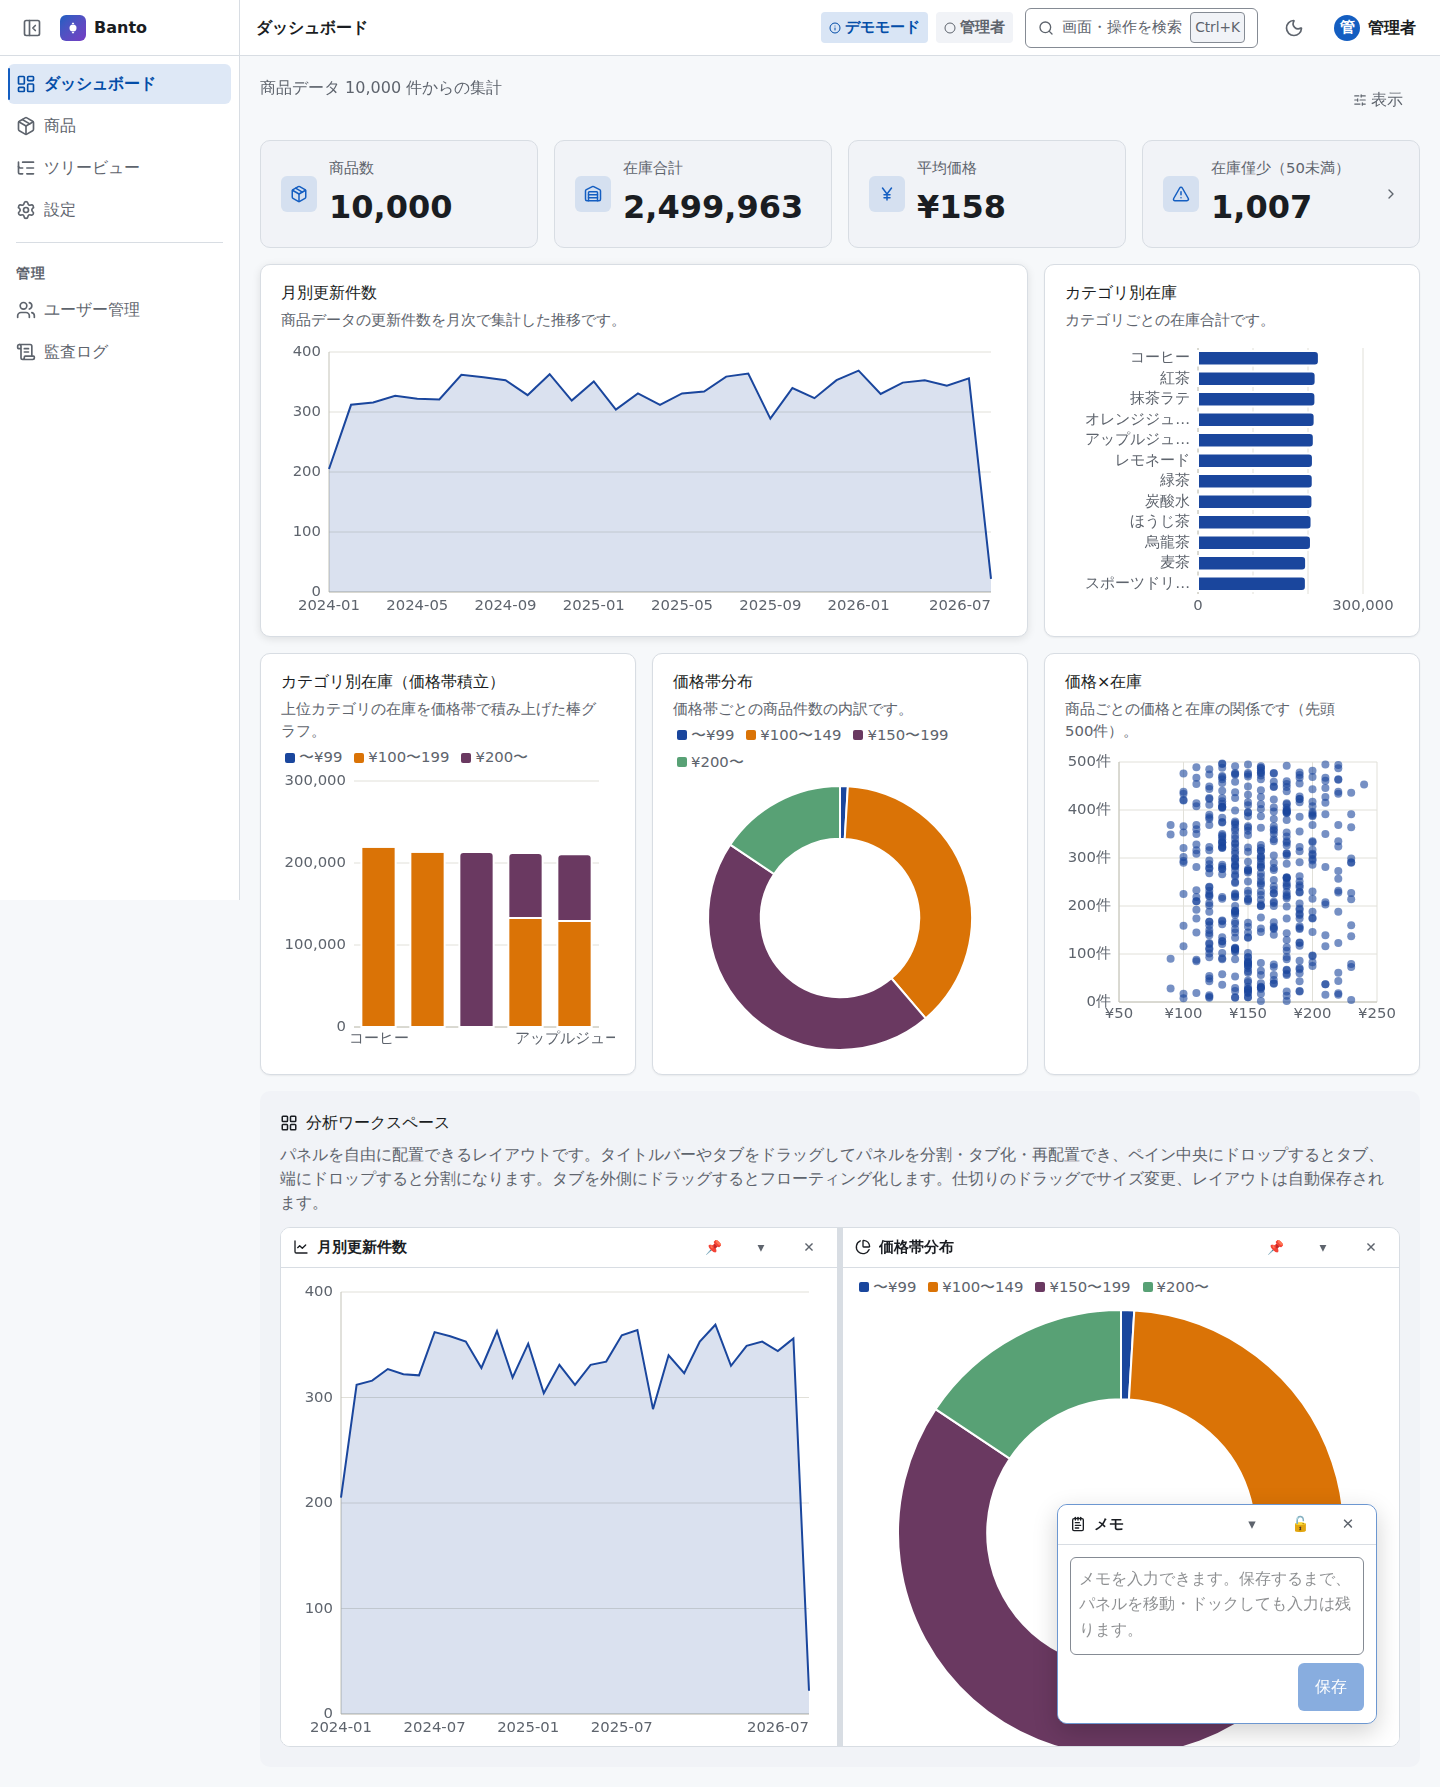 Banto
ダッシュボード
デモモード
管理者
画面・操作を検索
Ctrl+K
管
管理者
ダッシュボード
商品
ツリービュー
設定
管理
ユーザー管理
監査ログ
商品データ 10,000 件からの集計
表示
商品数
10,000
在庫合計
2,499,963
平均価格
¥158
在庫僅少（50未満）
1,007
月別更新件数
商品データの更新件数を月次で集計した推移です。
400
300
200
100
0
2024-01 2024-05 2024-09 2025-01 2025-05 2025-09 2026-01 2026-07
カテゴリ別在庫
カテゴリごとの在庫合計です。
コーヒー
紅茶
抹茶ラテ
オレンジジュ…
アップルジュ…
レモネード
緑茶
炭酸水
ほうじ茶
烏龍茶
麦茶
スポーツドリ…
0 300,000
カテゴリ別在庫（価格帯積立）
上位カテゴリの在庫を価格帯で積み上げた棒グ
ラフ。
〜¥99 ¥100〜149 ¥200〜
300,000
200,000
100,000
0
コーヒー アップルジュー
価格帯分布
価格帯ごとの商品件数の内訳です。
〜¥99 ¥100〜149 ¥150〜199
¥200〜
価格×在庫
商品ごとの価格と在庫の関係です（先頭
500件）。
500件
400件
300件
200件
100件
0件
¥50 ¥100 ¥150 ¥200 ¥250
分析ワークスペース
パネルを自由に配置できるレイアウトです。タイトルバーやタブをドラッグしてパネルを分割・タブ化・再配置でき、ペイン中央にドロップするとタブ、
端にドロップすると分割になります。タブを外側にドラッグするとフローティング化します。仕切りのドラッグでサイズ変更、レイアウトは自動保存され
ます。
月別更新件数
400
300
200
100
0
2024-01 2024-07 2025-01 2025-07 2026-07
価格帯分布
〜¥99 ¥100〜149 ¥150〜199 ¥200〜
メモ
メモを入力できます。保存するまで、
パネルを移動・ドックしても入力は残
ります。
保存